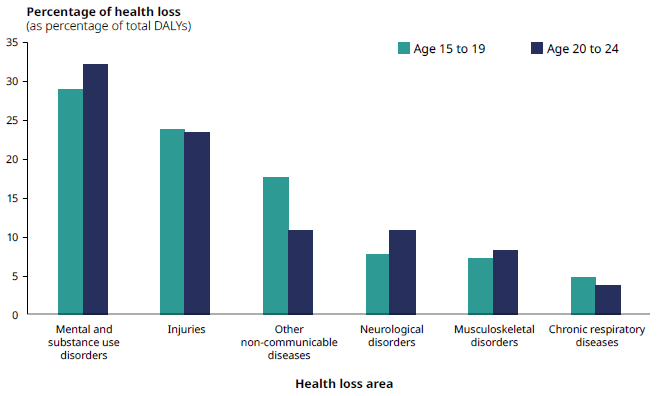 Percentage of health loss
(as percentage of total DALYs)
35
30
25
20
15
10
5
0
Age 15 to 19
Age 20 to 24
Mental and
substance use
disorders
Injuries
Other
non-communicable
diseases
Neurological
disorders
Musculoskeletal
disorders
Chronic respiratory
diseases
Health loss area